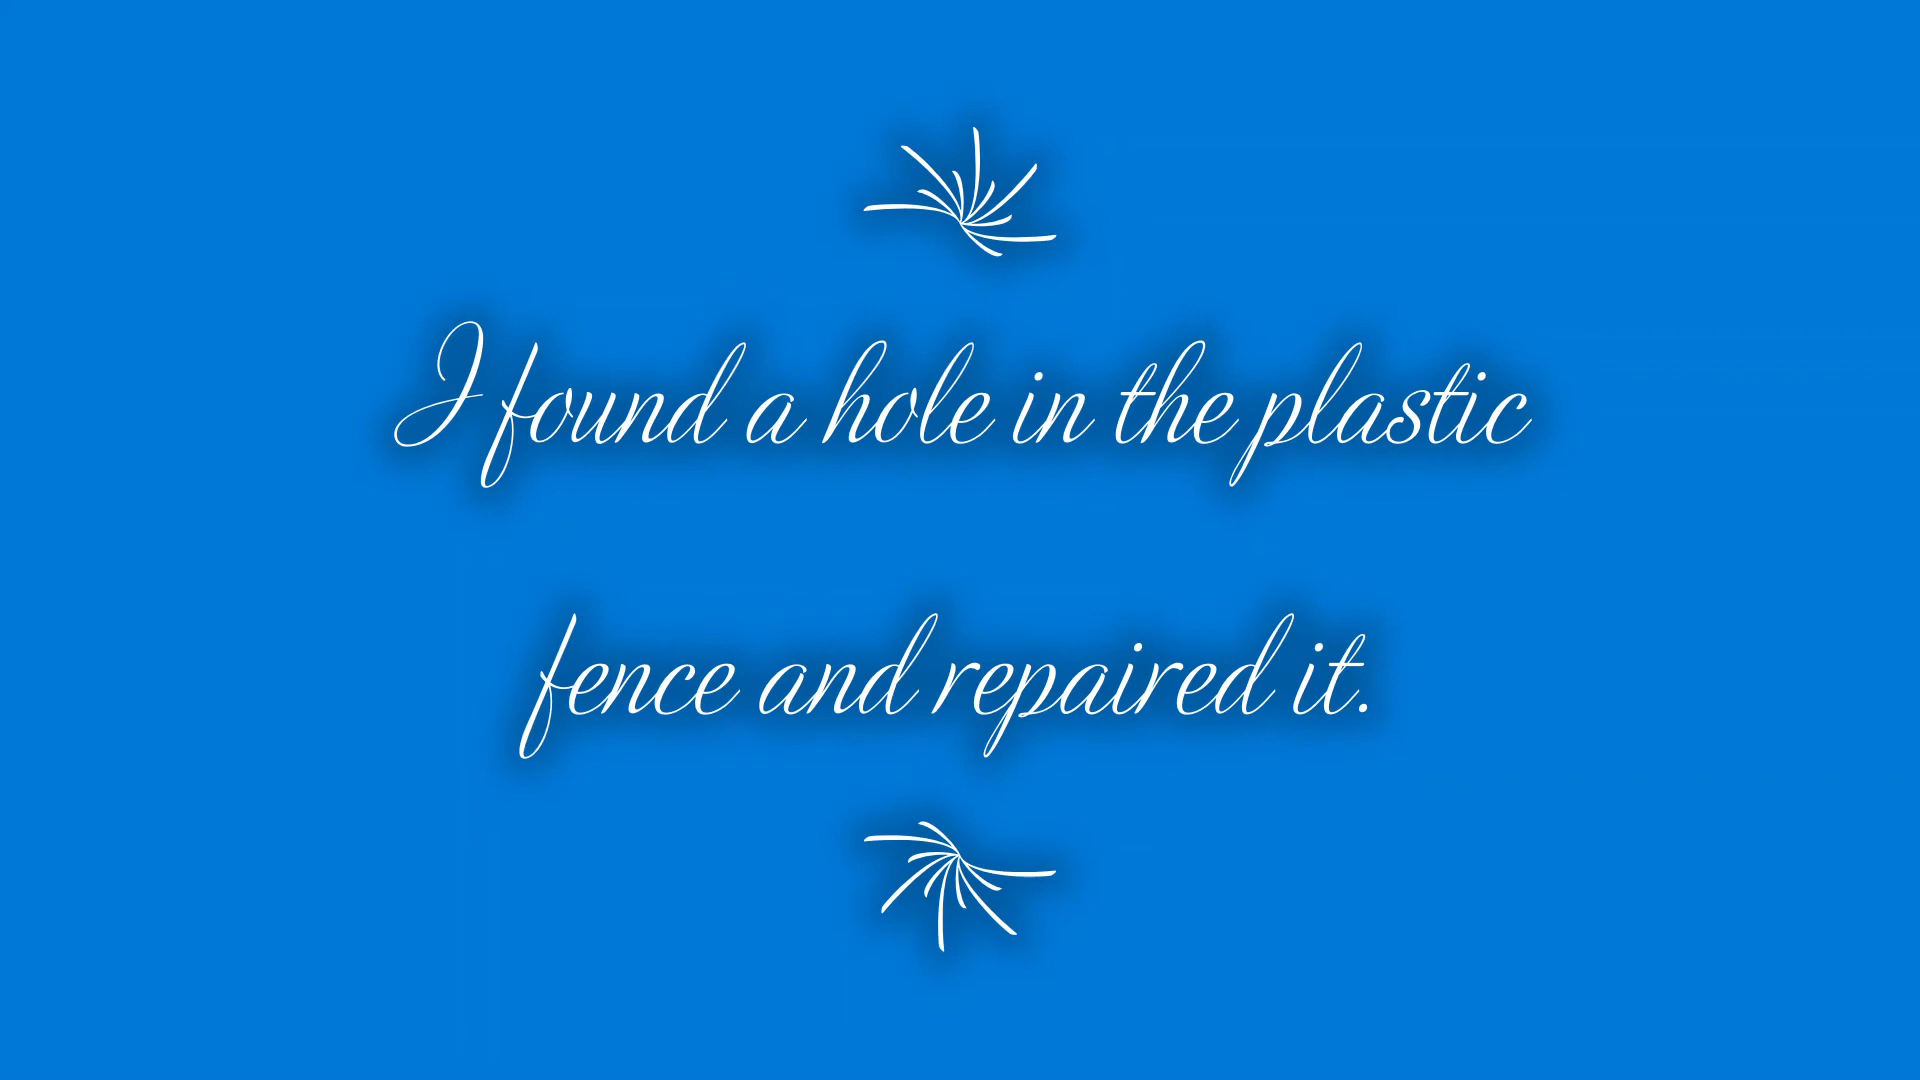 I found a hole in the plastic
fence and repaired it.